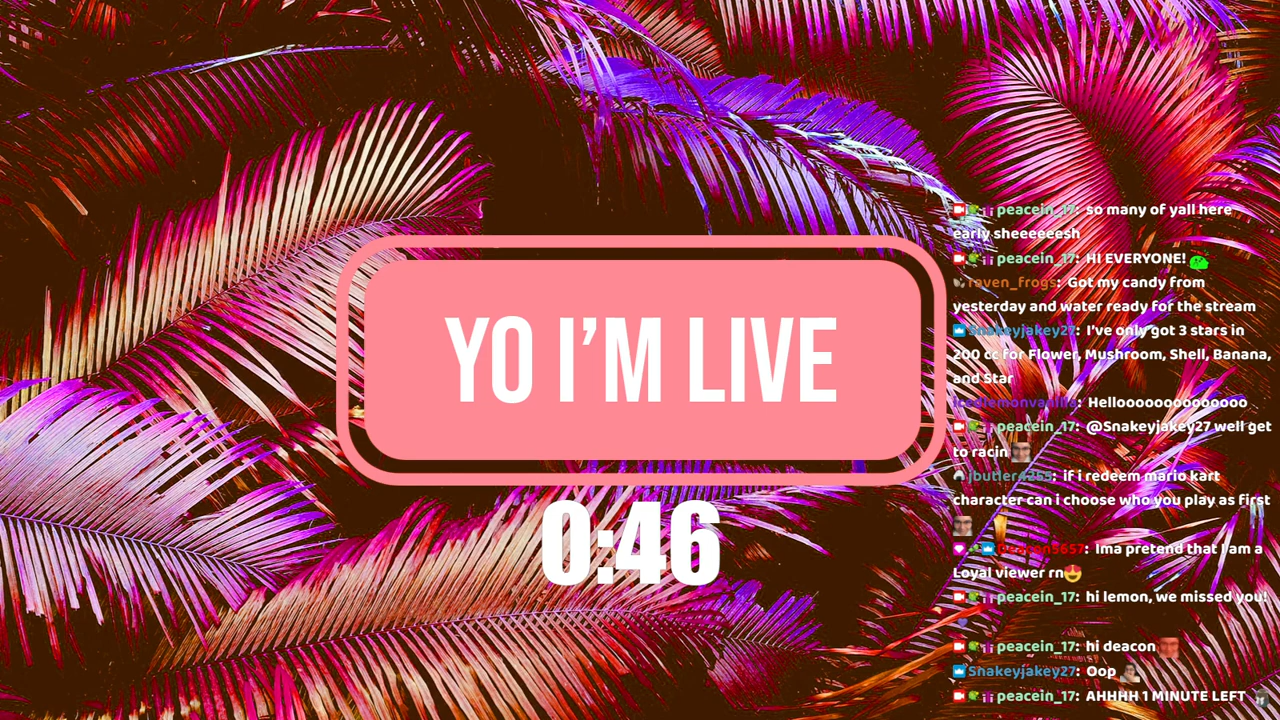 YO I’M LIVE
0:46
peacein_17: so many of yall here
early sheeeeeesh
peacein_17: HI EVERYONE!
raven_frogs: Got my candy from
yesterday and water ready for the stream
Snakeyjakey27: I've only got 3 stars in
200 cc for Flower, Mushroom, Shell, Banana,
and Star
icedlemonvanilla: Hellooooooooooooo
peacein_17: @Snakeyjakey27 well get
to racin
jbutler4255: if i redeem mario kart
character can i choose who you play as first
Deacon5657: Ima pretend that I am a
Loyal viewer rn
peacein_17: hi lemon, we missed you!
peacein_17: hi deacon
Snakeyjakey27: Oop
peacein_17: AHHHH 1 MINUTE LEFT